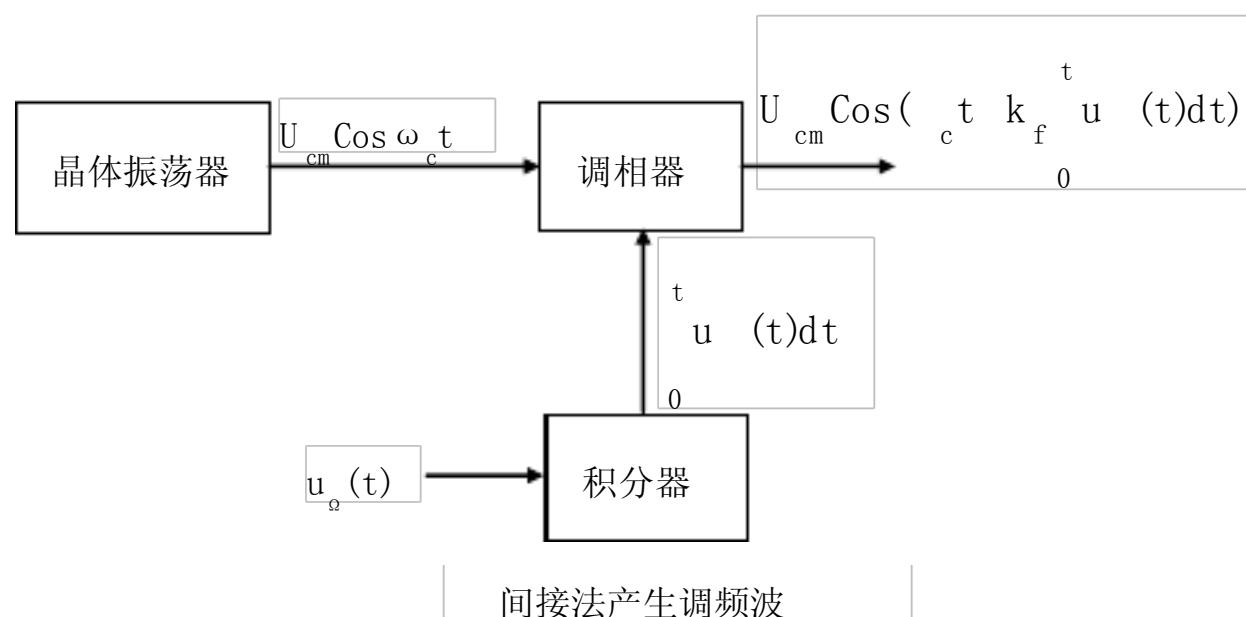 晶体振荡器
U cm Cos ω c t
调相器
U cm Cos( c t k f t 0 u (t)dt)
t 0 u (t)dt
u Ω (t)
积分器
间接法产生调频波